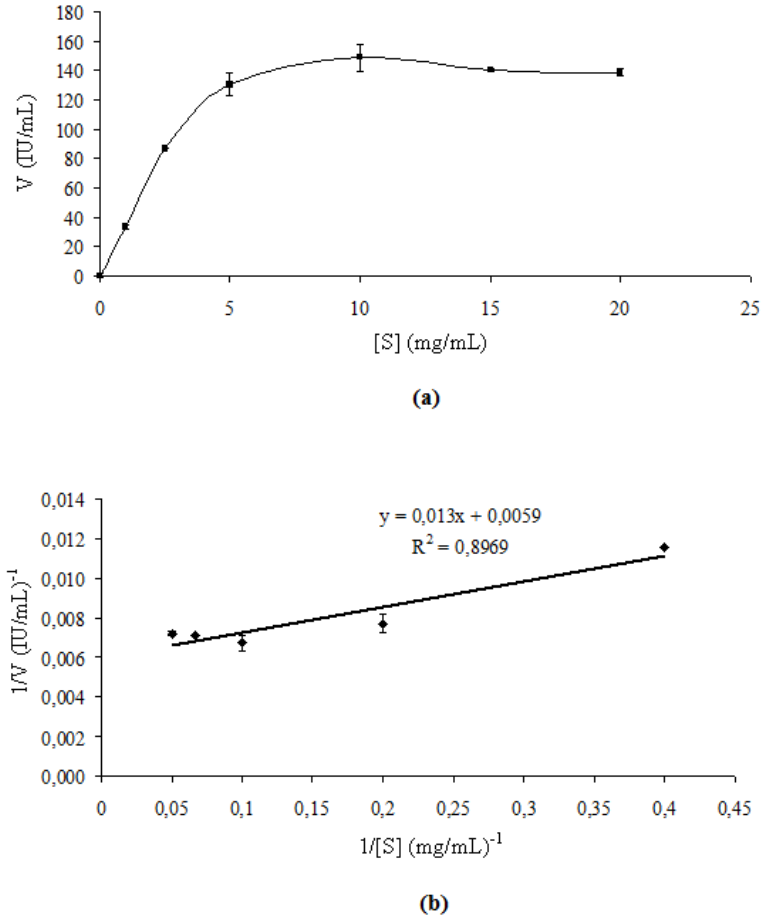 180
160
140
120
100
80
60
40
20
0
V (IU/mL)
0 5 10 15 20 25
[S] (mg/mL)
(a)
0,014
0,012
0,010
0,008
0,006
0,004
0,002
0,000
1/V (IU/mL)⁻¹
y = 0,013x + 0,0059
R² = 0,8969
0 0,05 0,1 0,15 0,2 0,25 0,3 0,35 0,4 0,45
1/[S] (mg/mL)⁻¹
(b)